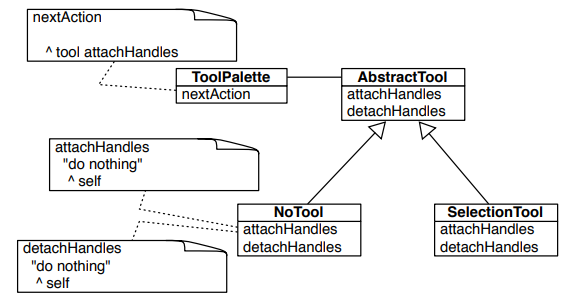 nextAction
^ tool attachHandles
ToolPalette
nextAction
AbstractTool
attachHandles
detachHandles
attachHandles
"do nothing"
^ self
detachHandles
"do nothing"
^ self
NoTool
attachHandles
detachHandles
SelectionTool
attachHandles
detachHandles